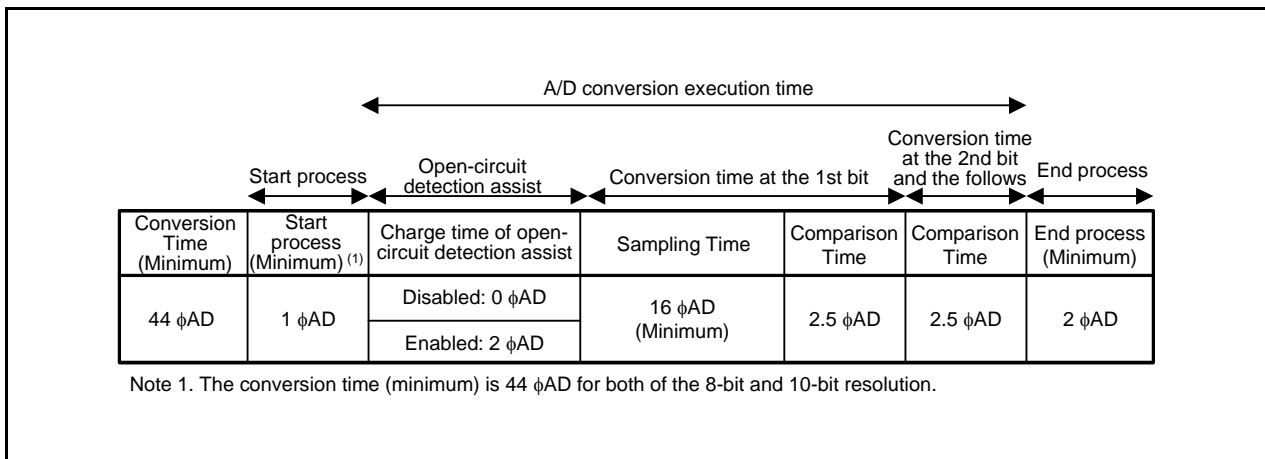 A/D conversion execution time
Start process
Open-circuit
detection assist
Conversion time at the 1st bit
Conversion time
at the 2nd bit
and the follows
End process
Conversion
Time
(Minimum)
Start
process
(Minimum) (1)
Charge time of open-
circuit detection assist
Sampling Time
Comparison
Time
Comparison
Time
End process
(Minimum)
44 ϕAD
1 ϕAD
Disabled: 0 ϕAD
Enabled: 2 ϕAD
16 ϕAD
(Minimum)
2.5 ϕAD
2.5 ϕAD
2 ϕAD
Note 1. The conversion time (minimum) is 44 ϕAD for both of the 8-bit and 10-bit resolution.